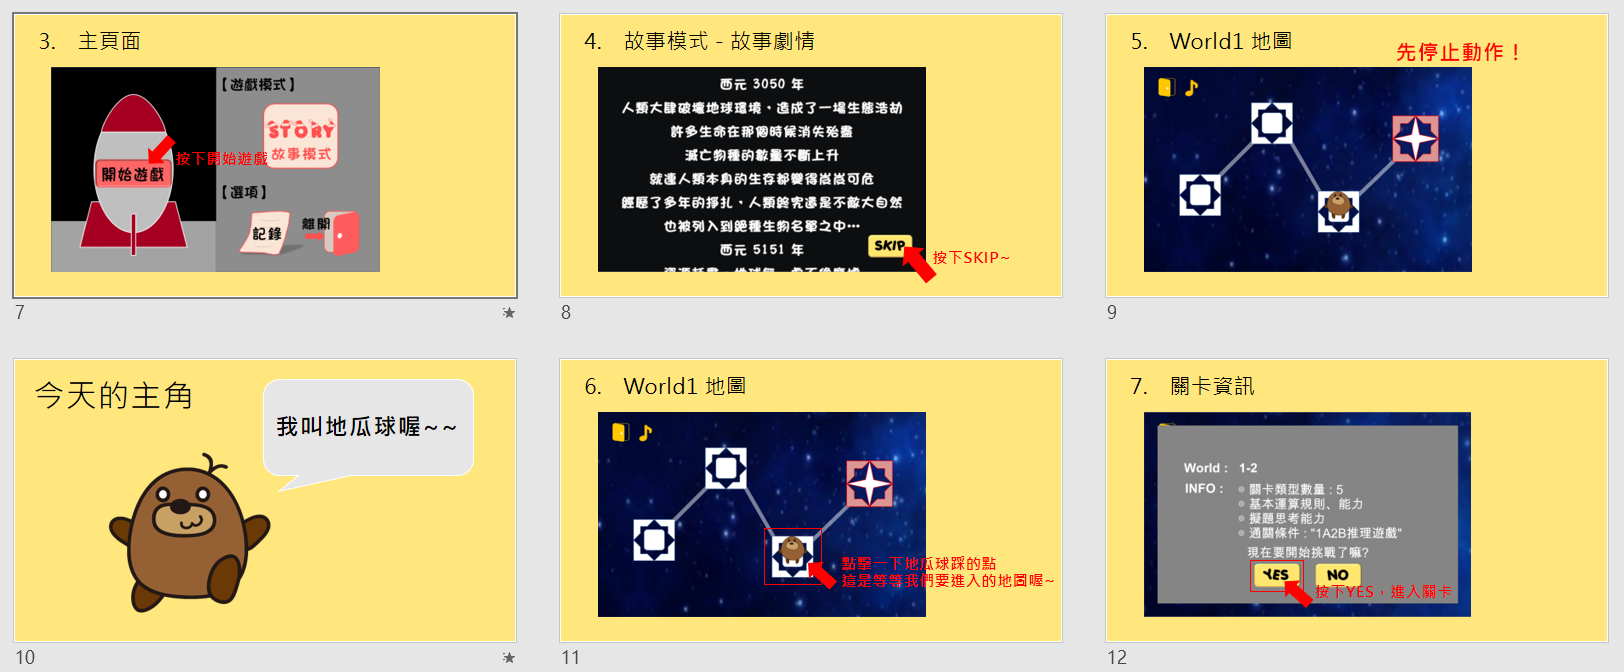 3. 主頁面
【遊戲模式】
STORY
故事模式
按下開始遊戲
開始遊戲
【選項】
記錄
離開
7
4. 故事模式 - 故事劇情
西元 3050 年
人類大肆破壞地球環境，造成了一場生態浩劫
許多生命在那個時候消失殆盡
滅亡物種的數量不斷上升
就連人類本身的生存都變得岌岌可危
經歷了多年的掙扎，人類終究還是不敵大自然
也被列入到絕種生物名單之中…
西元 5151 年
SKIP
按下SKIP~
8
5. World1 地圖
先停止動作！
9
今天的主角
我叫地瓜球喔~~
10
6. World1 地圖
點擊一下地瓜球踩的點
這是等等我們要進入的地圖喔~
11
7. 關卡資訊
World : 1-2
INFO : 關卡類型數量 : 5
基本運算規則、能力
擬題思考能力
通關條件 : "1A2B推理遊戲"
現在要開始挑戰了嘛?
YES NO
按下YES，進入關卡
12